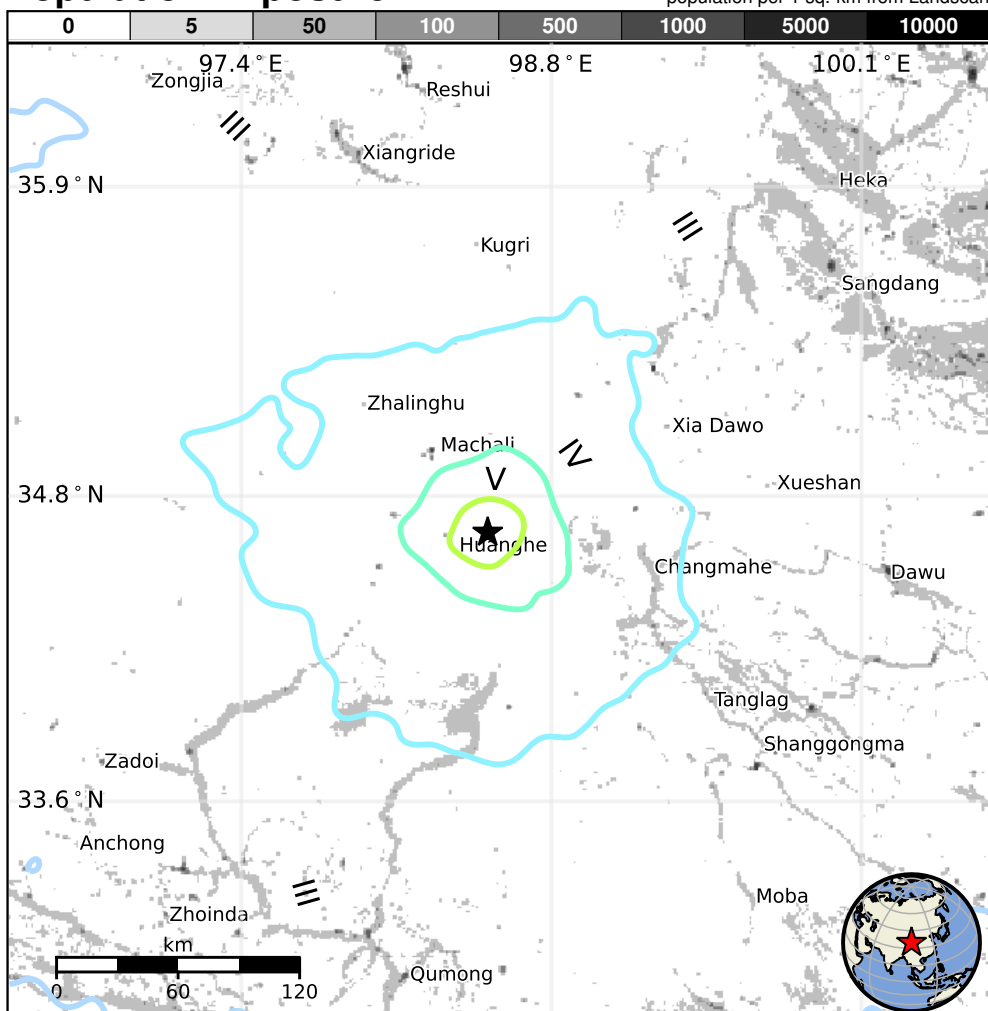 population per 1 sq. km from Landscan
0 5 50 100 500 1000 5000 10000
97.4°E 98.8°E 100.1°E
Zongjia
Reshui
III
Xiangride
35.9°N
Heka
III
Kugri
Sangdang
Zhalinghu
Xia Dawo
Machali
IV
V
Xueshan
34.8°N
Huanghe
Changmahe
Dawu
Tanglag
Shanggongma
Zadoi
33.6°N
Anchong
III
Moba
Zhoinda
km
Qumong
0 60 120